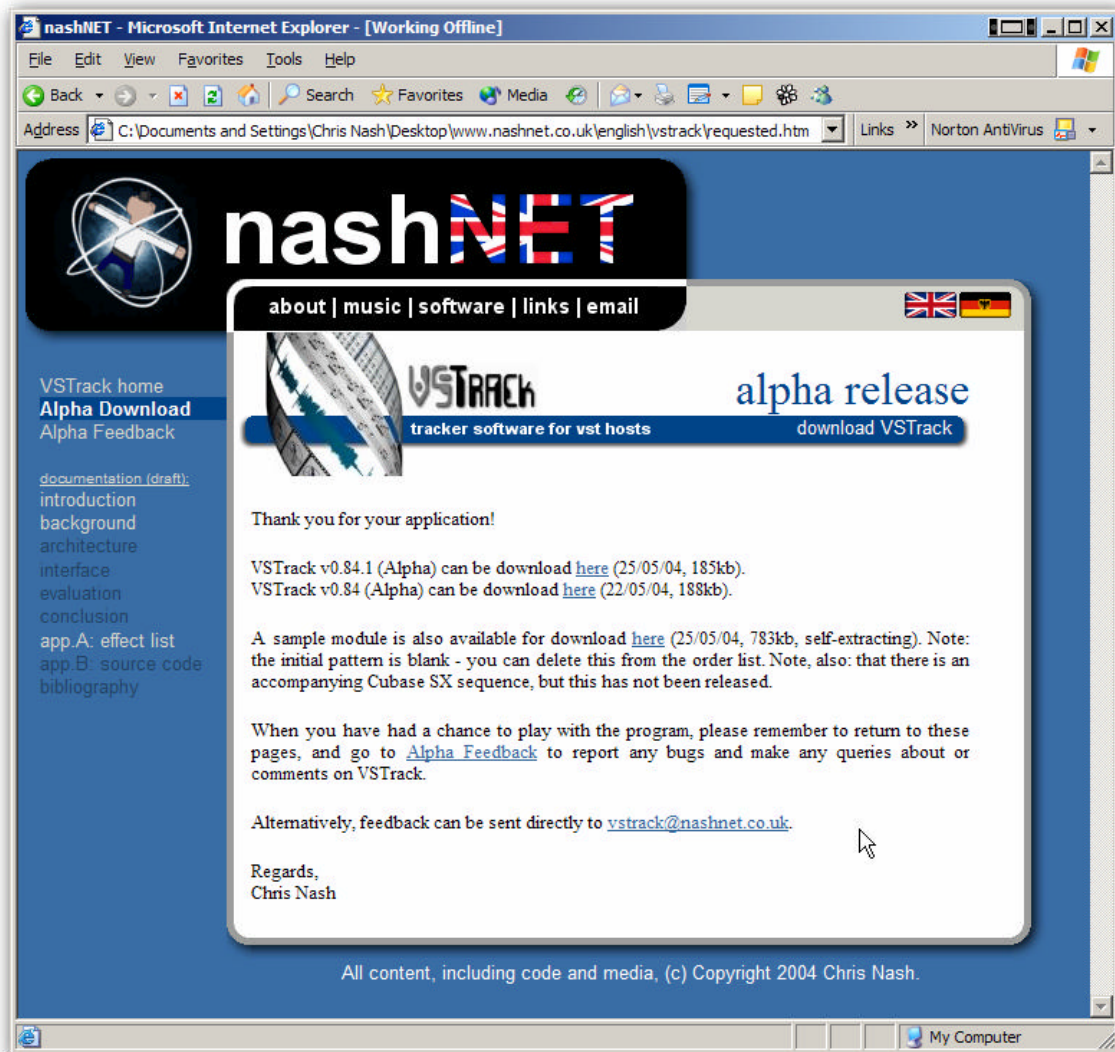 nashNET - Microsoft Internet Explorer - [Working Offline]
File Edit View Favorites Tools Help
Back Search Favorites Media
Address C:\Documents and Settings\Chris Nash\Desktop\www.nashnet.co.uk\english\vstrack\requested.htm Links » Norton AntiVirus
nashNET
about | music | software | links | email
VSTrack home
Alpha Download
Alpha Feedback
documentation (draft):
introduction
background
architecture
interface
evaluation
conclusion
app.A: effect list
app.B: source code
bibliography
VSTRACK
alpha release
tracker software for vst hosts
download VSTrack
Thank you for your application!
VSTrack v0.84.1 (Alpha) can be download here (25/05/04, 185kb).
VSTrack v0.84 (Alpha) can be download here (22/05/04, 188kb).
A sample module is also available for download here (25/05/04, 783kb, self-extracting). Note:
the initial pattern is blank - you can delete this from the order list. Note, also: that there is an
accompanying Cubase SX sequence, but this has not been released.
When you have had a chance to play with the program, please remember to return to these
pages, and go to Alpha Feedback to report any bugs and make any queries about or
comments on VSTrack.
Alternatively, feedback can be sent directly to vstrack@nashnet.co.uk.
Regards,
Chris Nash
All content, including code and media, (c) Copyright 2004 Chris Nash.
My Computer